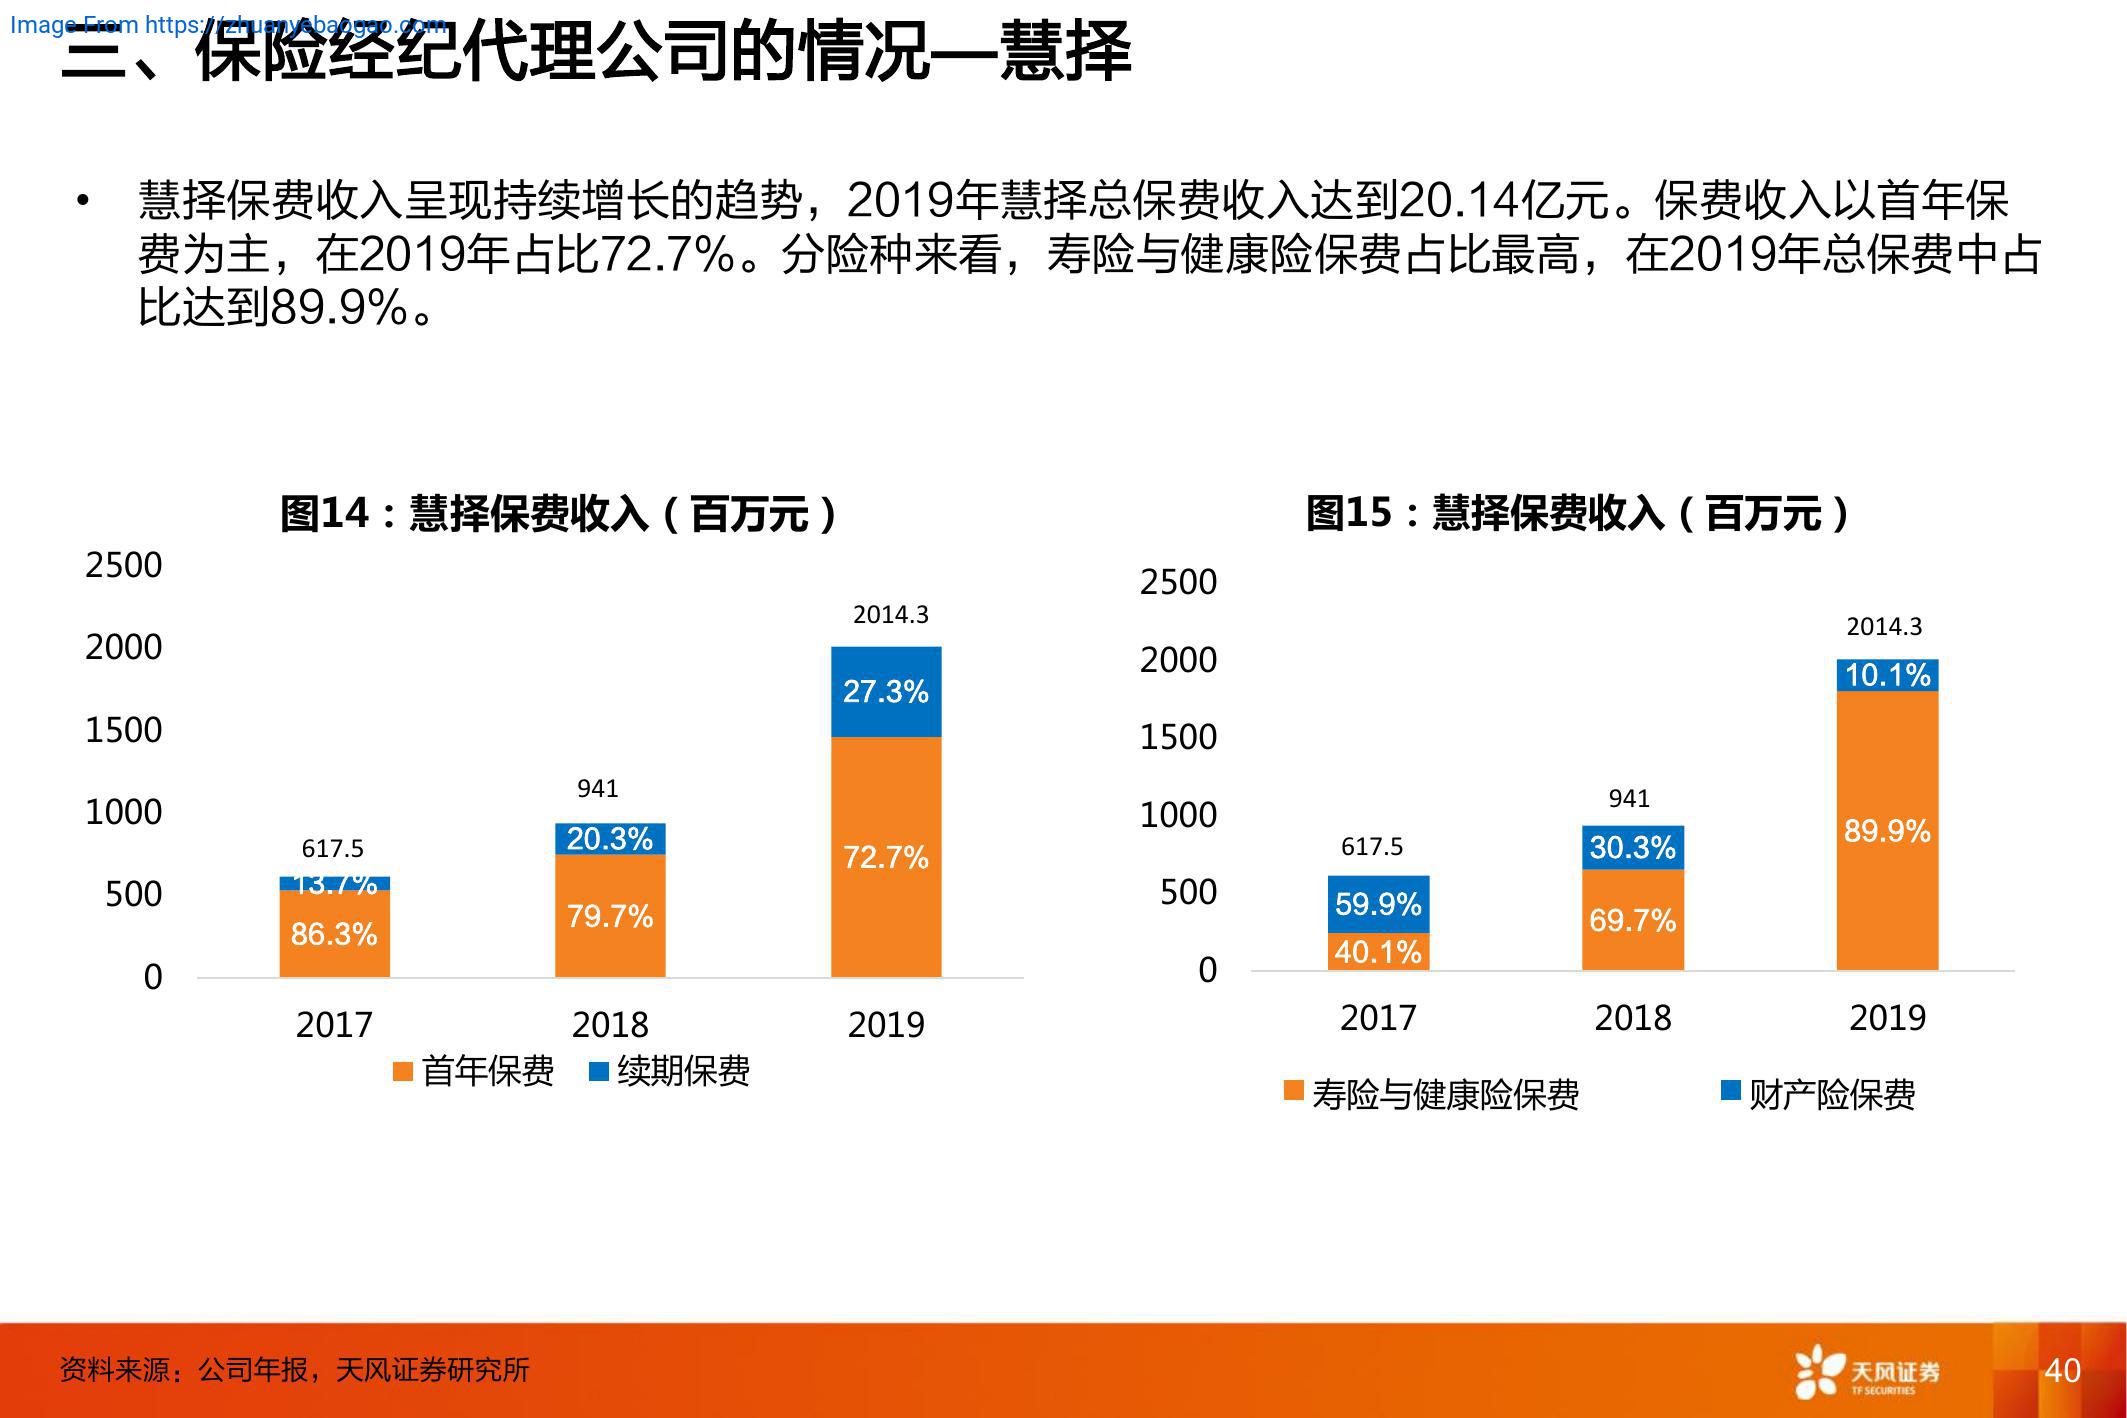 Image From https://zhuanyebaogao.com
三、保险经纪代理公司的情况—慧择
• 慧择保费收入呈现持续增长的趋势，2019年慧择总保费收入达到20.14亿元。保费收入以首年保
费为主，在2019年占比72.7%。分险种来看，寿险与健康险保费占比最高，在2019年总保费中占
比达到89.9%。
图14：慧择保费收入（百万元）
2500
2000
1500
1000
500
0
617.5
13.7%
86.3%
941
20.3%
79.7%
2014.3
27.3%
72.7%
2017 2018 2019
首年保费 续期保费
图15：慧择保费收入（百万元）
2500
2000
1500
1000
500
0
617.5
59.9%
40.1%
941
30.3%
69.7%
2014.3
10.1%
89.9%
2017 2018 2019
寿险与健康险保费 财产险保费
资料来源：公司年报，天风证券研究所
天风证券
TF SECURITIES
40